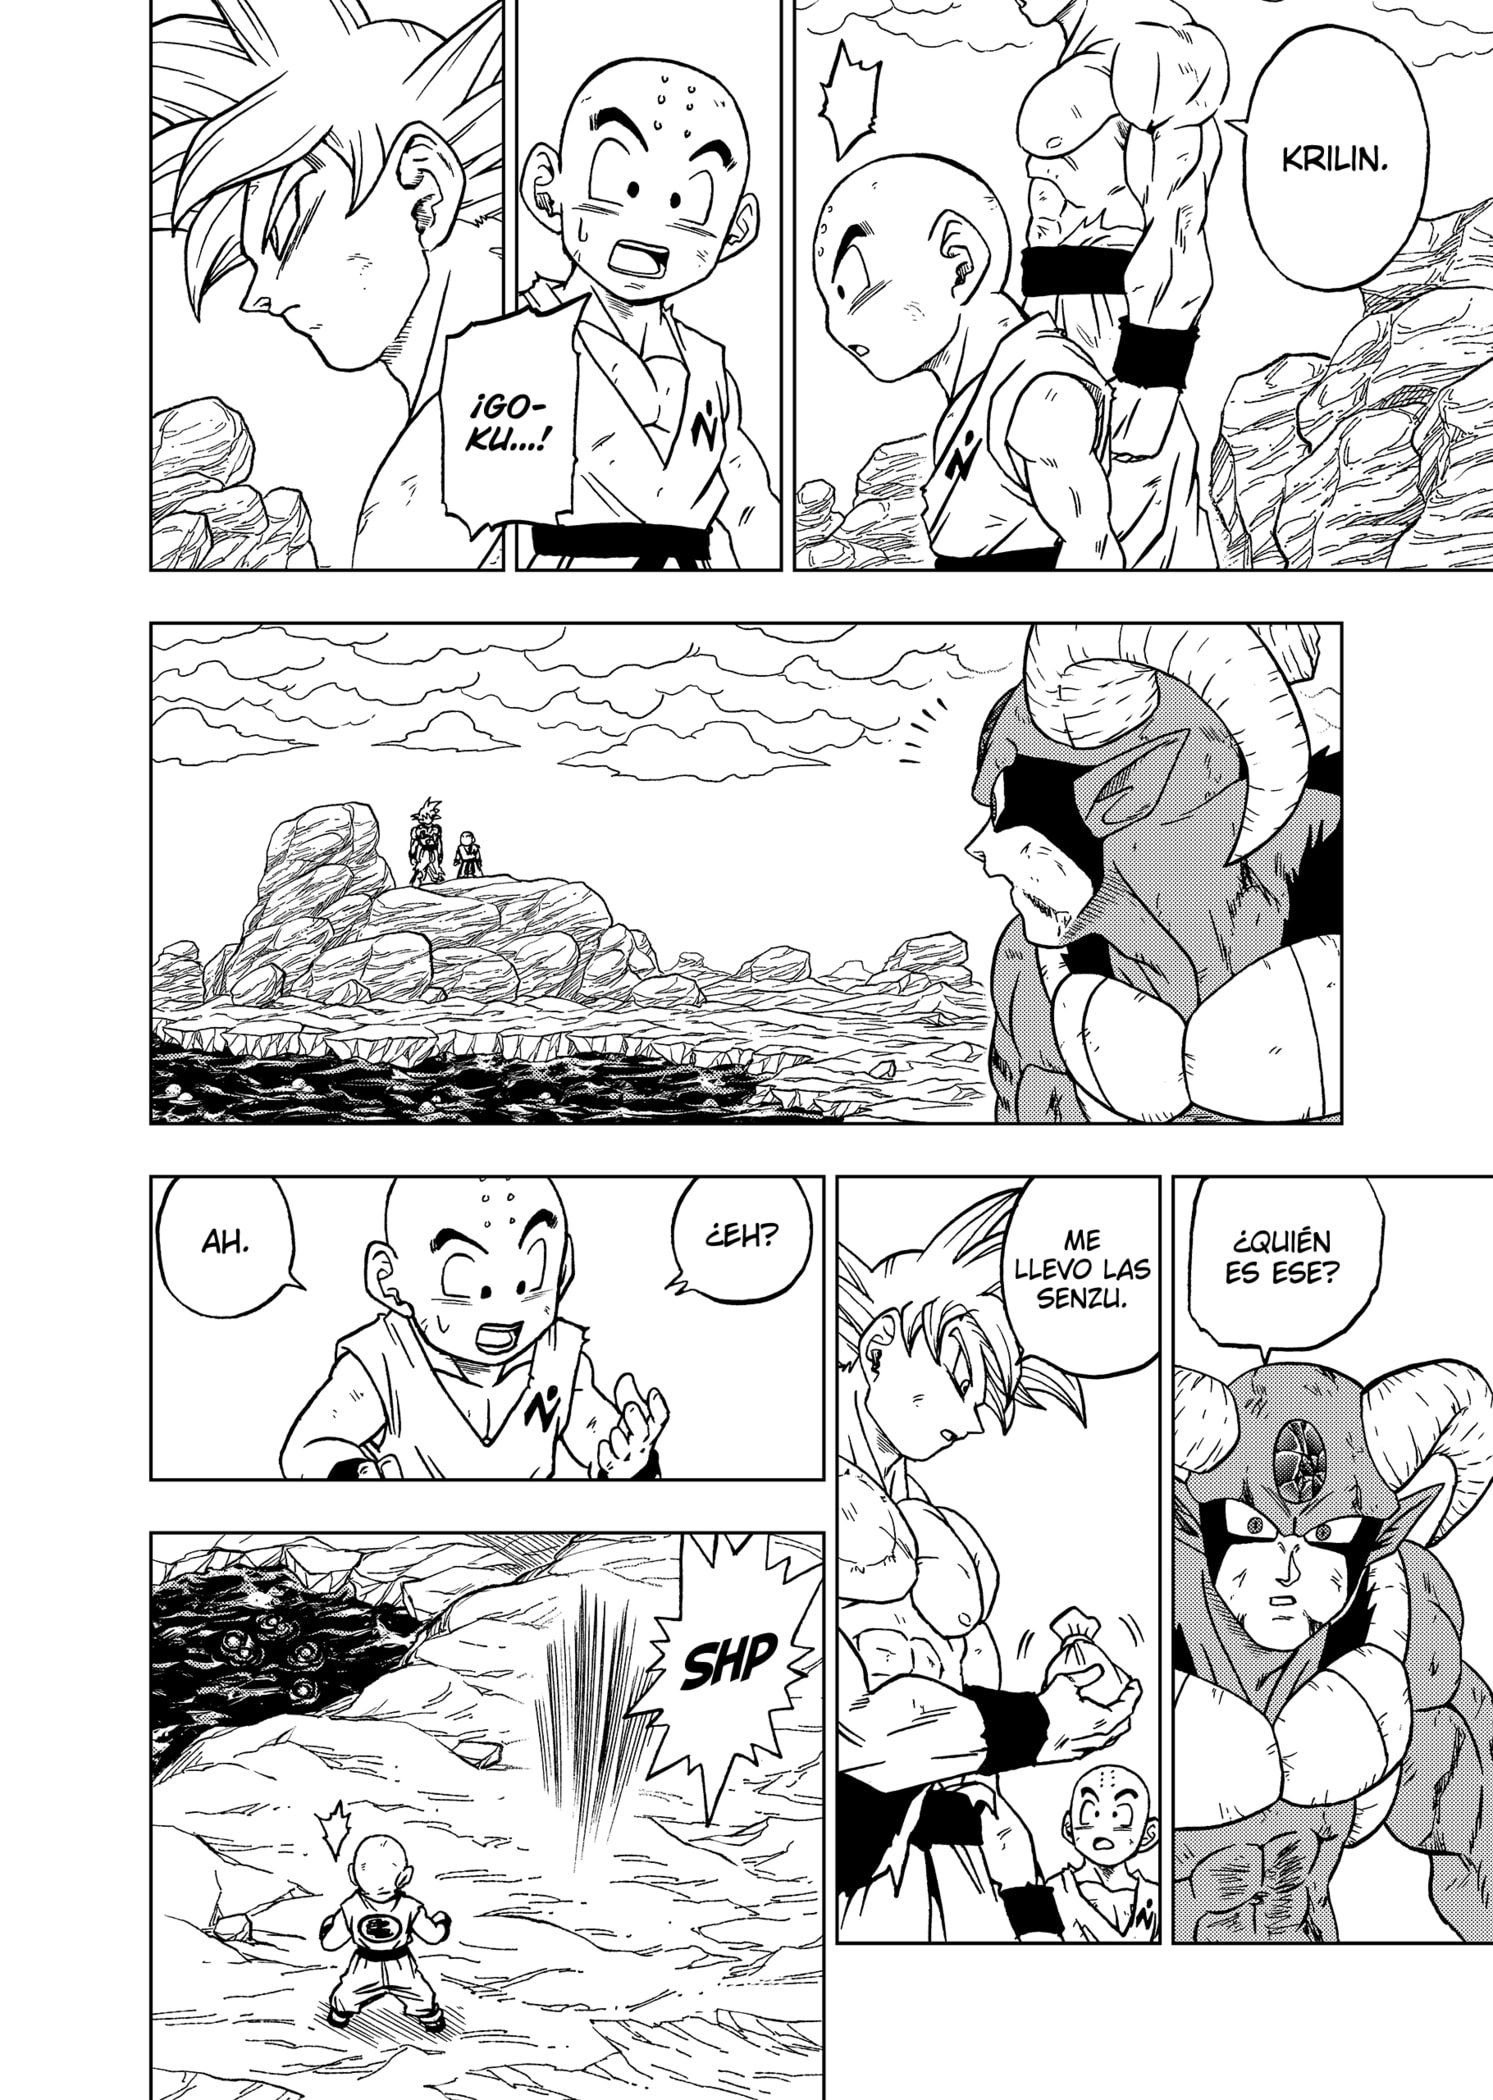 KRILIN.
¡GO-
KU...!
¿QUIÉN
ES ESE?
ME
LLEVO LAS
SENZU.
¿EH?
AH.
SHP